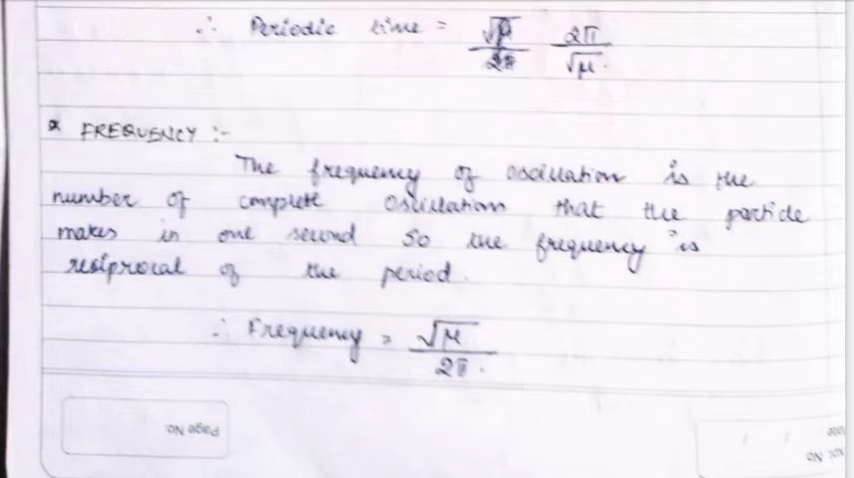 ∴ Periodic time = √μ/2π 2π/√μ.
* FREQUENCY :-
The frequency of oscillation is the
number of complete oscillation that the particle
makes in one second so the frequency is
reciprocal of the period.
∴ Frequency = √μ/2π.
Page No.